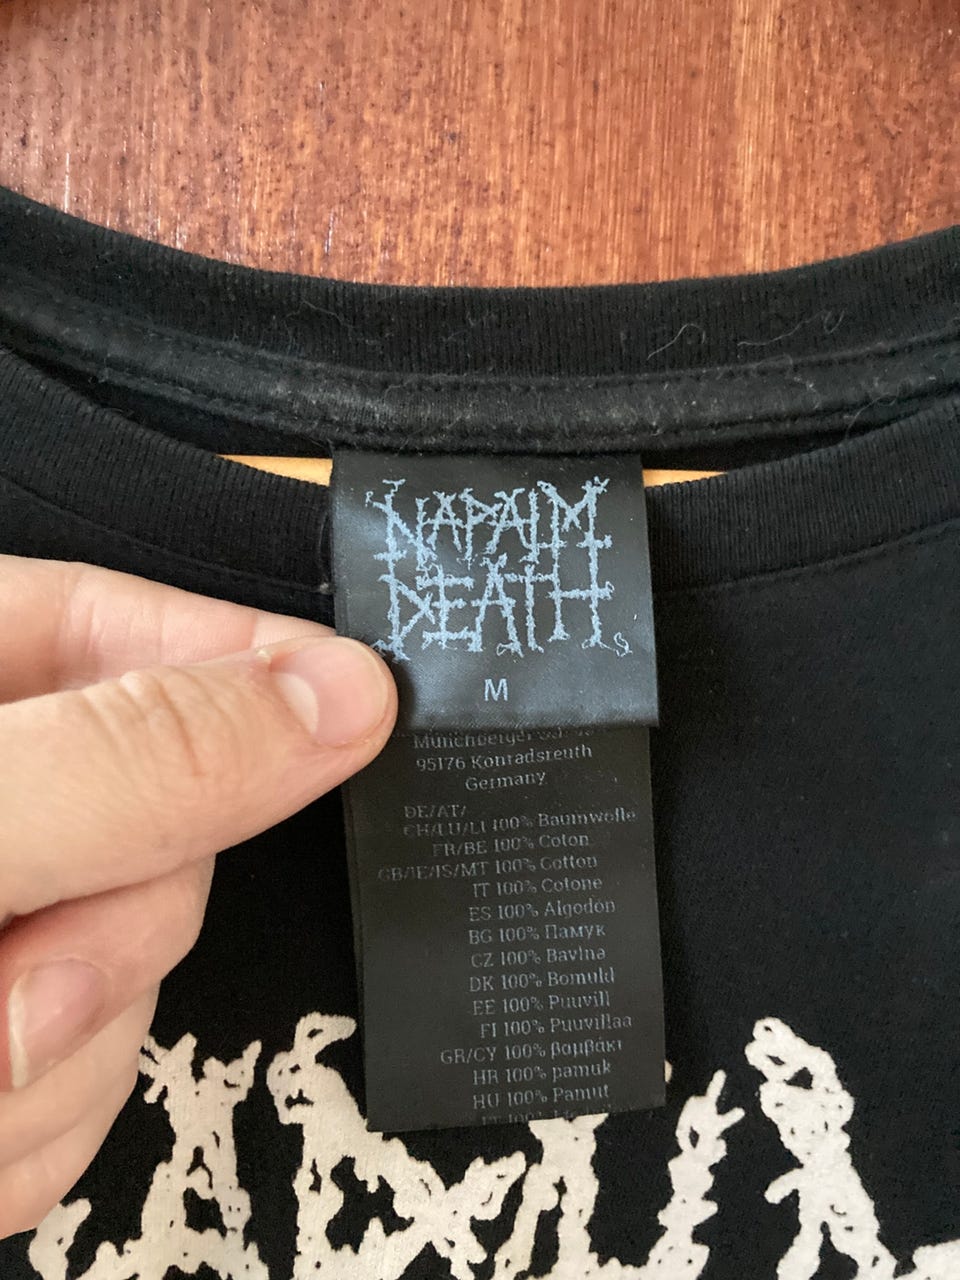 NAPALM
DEATH
M
95176 Konradsreuth
Germany
DE/AT/
CH/LU/LI 100% Baumwolle
FR/BE 100% Coton
GB/IE/IS/MT 100% Cotton
IT 100% Cotone
ES 100% Algodón
BG 100% Памук
CZ 100% Bavlna
DK 100% Bomuld
EE 100% Puuvill
FI 100% Puuvillaa
GR/CY 100% βαμβάκι
HR 100% pamuk
HU 100% Pamut